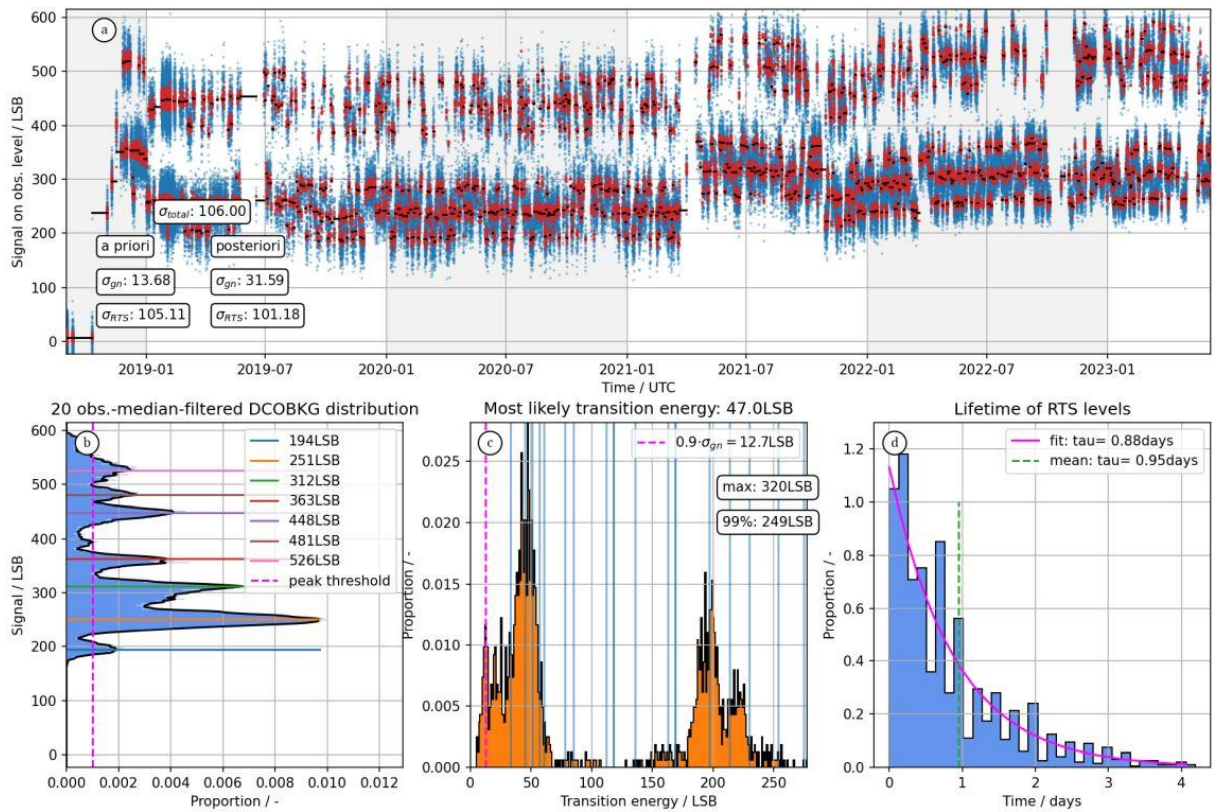 a
600
500
400
300
200
100
0
Signal on obs. level / LSB
σtotal: 106.00
a priori posteriori
σgn: 13.68 σgn: 31.59
σRTS: 105.11 σRTS: 101.18
2019-01 2019-07 2020-01 2020-07 2021-01 2021-07 2022-01 2022-07 2023-01
Time / UTC
20 obs.-median-filtered DCOBKG distribution
b
600
500
400
300
200
100
0
Signal / LSB
194LSB
251LSB
312LSB
363LSB
448LSB
481LSB
526LSB
peak threshold
0.000 0.002 0.004 0.006 0.008 0.010 0.012
Proportion / -
Most likely transition energy: 47.0LSB
c
0.9·σgn = 12.7LSB
max: 320LSB
99%: 249LSB
0.025
0.020
0.015
0.010
0.005
0.000
Proportion / -
0 50 100 150 200 250
Transition energy / LSB
Lifetime of RTS levels
d
fit: tau= 0.88days
mean: tau= 0.95days
1.2
1.0
0.8
0.6
0.4
0.2
0.0
Proportion / -
0 1 2 3 4
Time / days